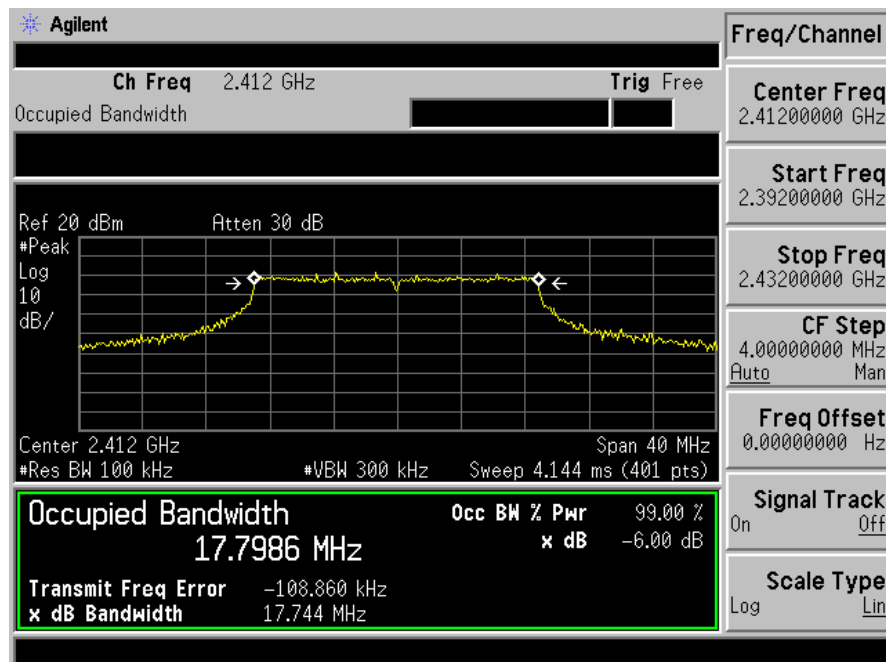 Agilent
Ch Freq 2.412 GHz Trig Free
Occupied Bandwidth
Ref 20 dBm Atten 30 dB
#Peak
Log
10
dB/
Center 2.412 GHz Span 40 MHz
#Res BW 100 kHz #VBW 300 kHz Sweep 4.144 ms (401 pts)
Occupied Bandwidth
17.7986 MHz
Occ BW % Pwr 99.00 %
x dB -6.00 dB
Transmit Freq Error -108.860 kHz
x dB Bandwidth 17.744 MHz
Freq/Channel
Center Freq
2.41200000 GHz
Start Freq
2.39200000 GHz
Stop Freq
2.43200000 GHz
CF Step
4.00000000 MHz
Auto Man
Freq Offset
0.00000000 Hz
Signal Track
On Off
Scale Type
Log Lin